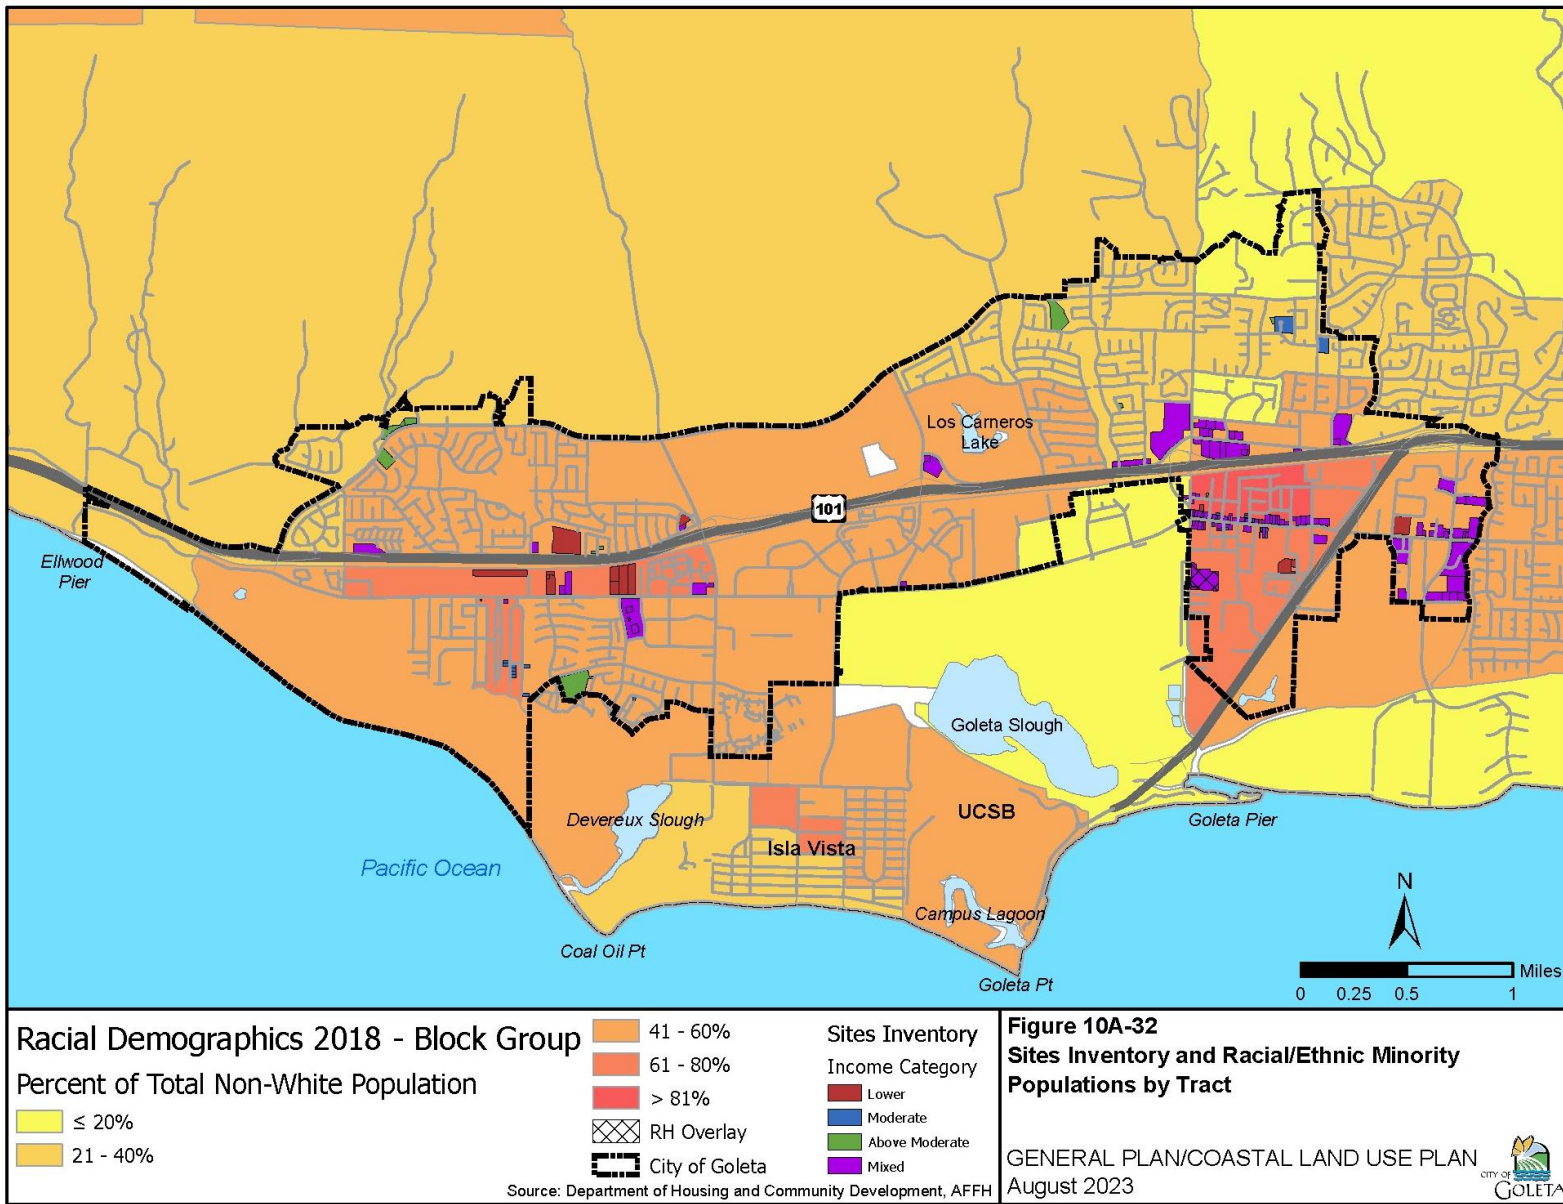 Los Carneros
Lake
101
Ellwood
Pier
Goleta Slough
Devereux Slough
UCSB
Goleta Pier
Isla Vista
Pacific Ocean
Campus Lagoon
Coal Oil Pt
Goleta Pt
N
Miles
0 0.25 0.5 1
Racial Demographics 2018 - Block Group
Percent of Total Non-White Population
≤ 20%
21 - 40%
41 - 60%
61 - 80%
> 81%
RH Overlay
City of Goleta
Sites Inventory
Income Category
Lower
Moderate
Above Moderate
Mixed
Source: Department of Housing and Community Development, AFFH
Figure 10A-32
Sites Inventory and Racial/Ethnic Minority
Populations by Tract
GENERAL PLAN/COASTAL LAND USE PLAN
August 2023
CITY OF
GOLETA